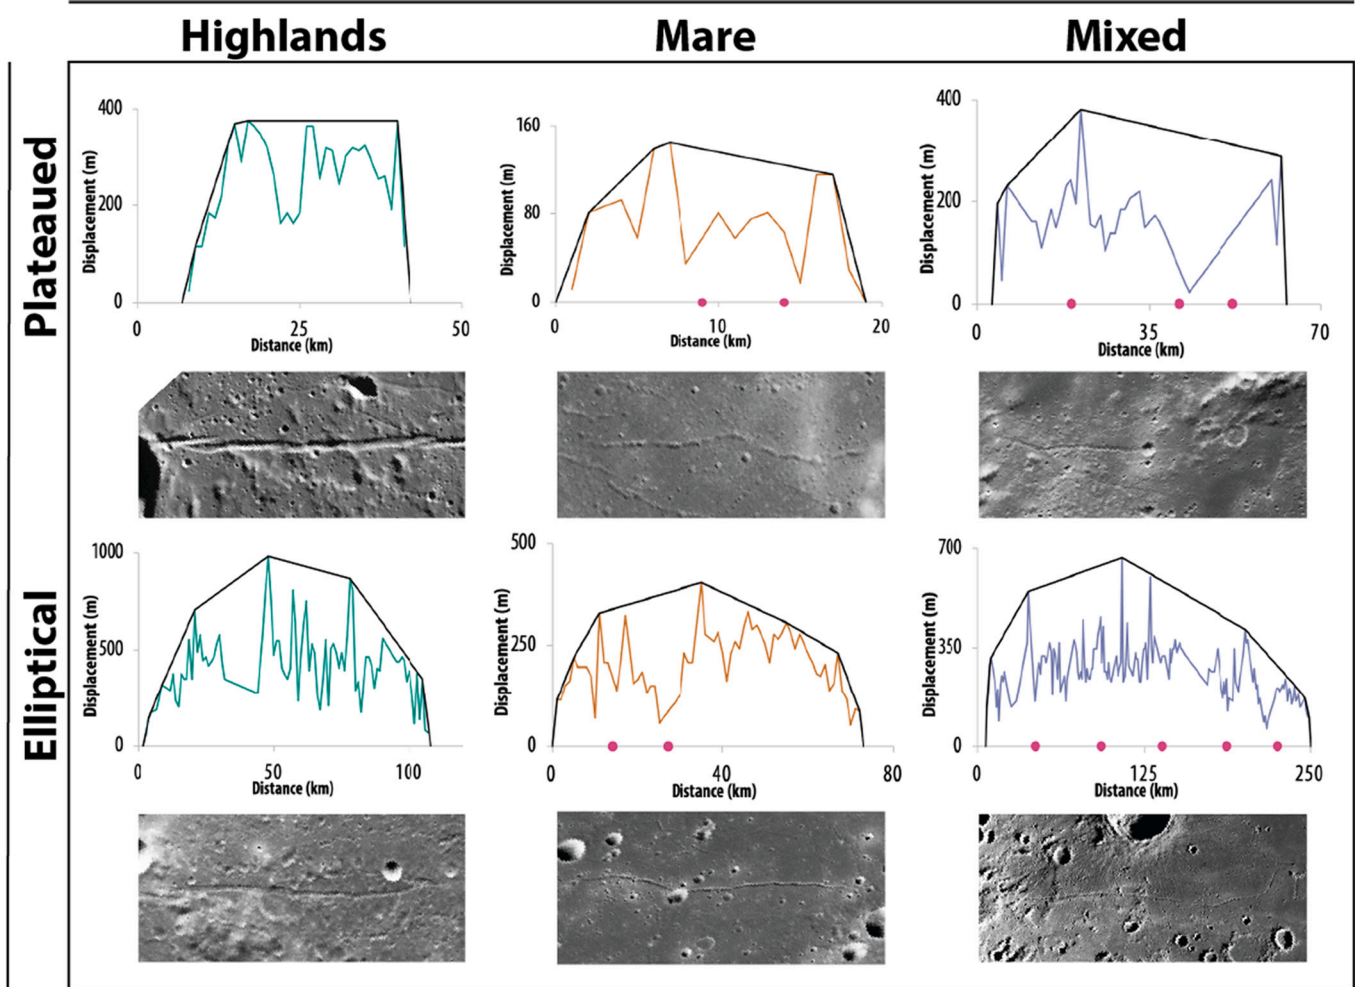 Highlands Mare Mixed
Plateaued
Displacement (m)
400
200
0
0 25 50
Distance (km)
Displacement (m)
160
80
0
0 10 20
Distance (km)
Displacement (m)
400
200
0
0 35 70
Distance (km)
Elliptical
Displacement (m)
1000
500
0
0 50 100
Distance (km)
Displacement (m)
500
250
0
0 40 80
Distance (km)
Displacement (m)
700
350
0
0 125 250
Distance (km)